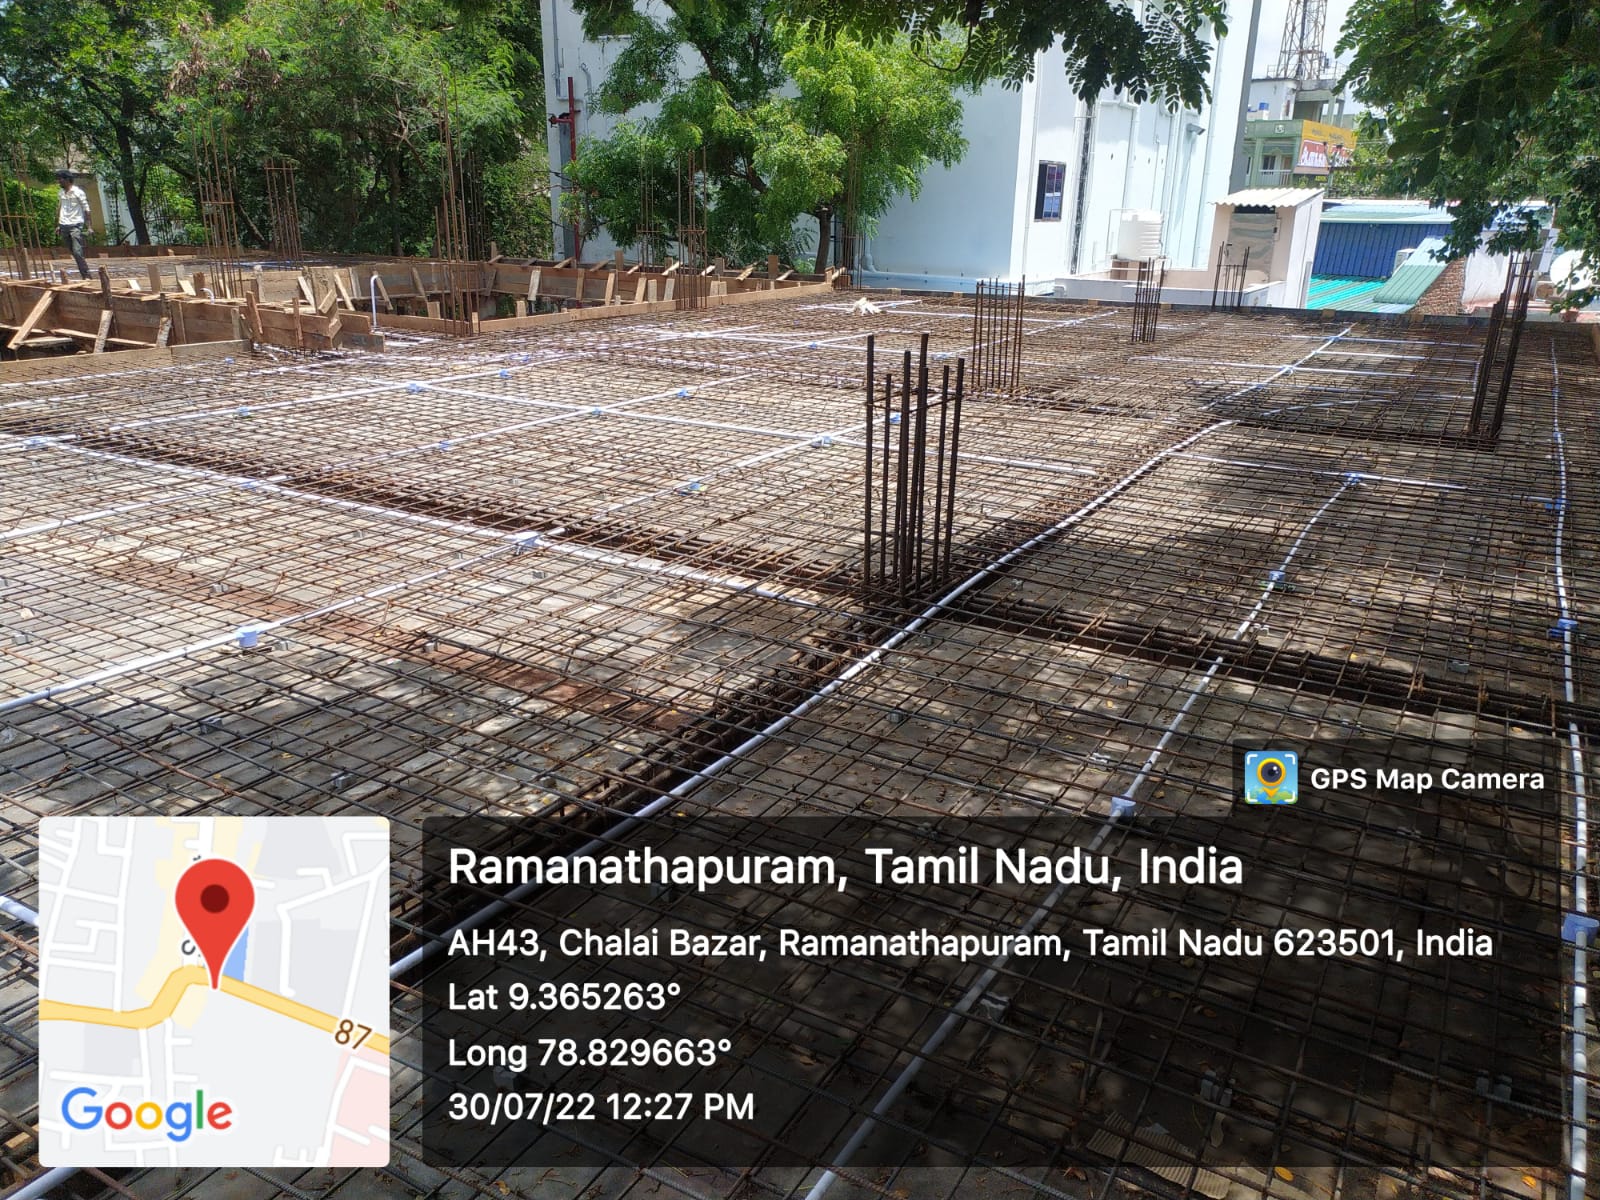 GPS Map Camera
Ramanathapuram, Tamil Nadu, India
AH43, Chalai Bazar, Ramanathapuram, Tamil Nadu 623501, India
Lat 9.365263°
Long 78.829663°
30/07/22 12:27 PM
87
Google